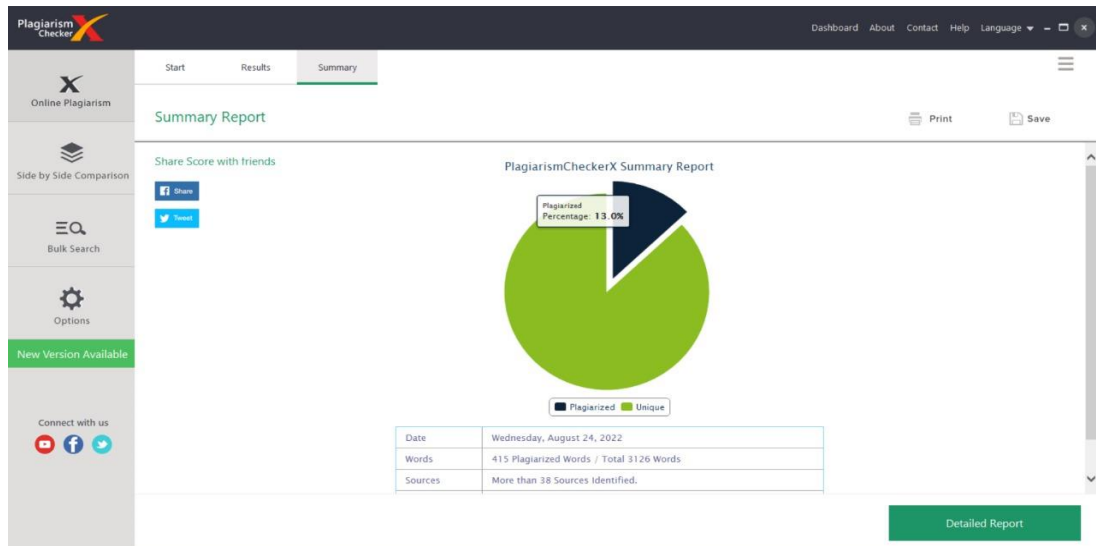 Plagiarism
Checker
Dashboard About Contact Help Language
Online Plagiarism
Side by Side Comparison
Bulk Search
Options
New Version Available
Connect with us
Start Results Summary
Summary Report
Print Save
Share Score with friends
Share
Tweet
PlagiarismCheckerX Summary Report
Plagiarized
Percentage: 13.0%
Plagiarized Unique
Date Wednesday, August 24, 2022
Words 415 Plagiarized Words / Total 3126 Words
Sources More than 38 Sources Identified.
Detailed Report